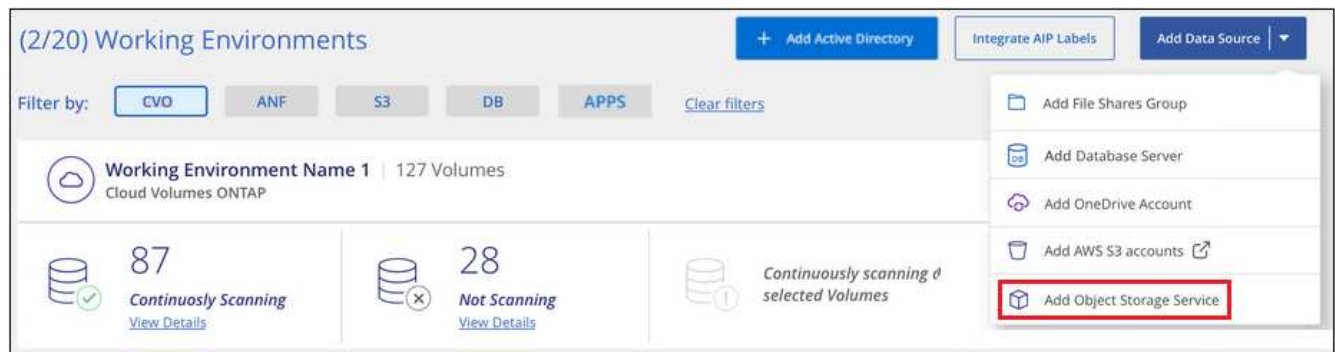 (2/20) Working Environments
+ Add Active Directory
Integrate AIP Labels
Add Data Source
Filter by:
CVO
ANF
S3
DB
APPS
Clear filters
Add File Shares Group
DB
Add Database Server
Working Environment Name 1 | 127 Volumes
Cloud Volumes ONTAP
Add OneDrive Account
Add AWS S3 accounts
Add Object Storage Service
87
Continuosly Scanning
View Details
28
Not Scanning
View Details
Continuously scanning
selected Volumes